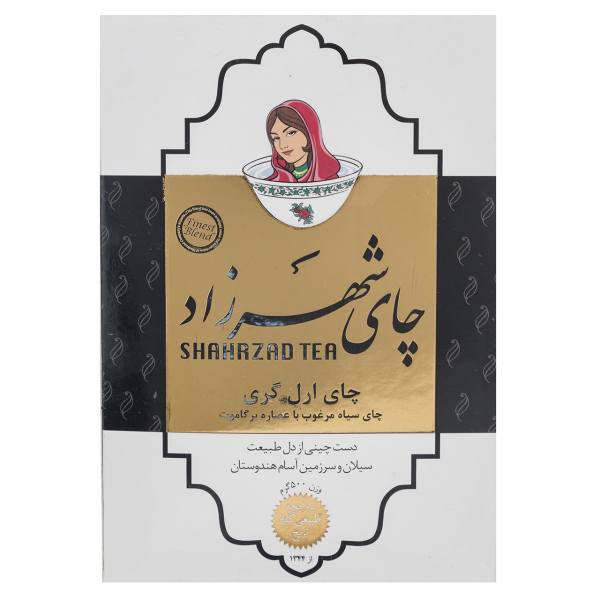 Finest
Blend
چای شهرزاد
SHAHRZAD TEA
چای ارل گری
چای سیاه مرغوب با عصاره برگاموت
دست چینی از دل طبیعت
سیلان و سرزمین آسام هندوستان
وزن ۵۰۰ گرم
از ۱۳۴۴